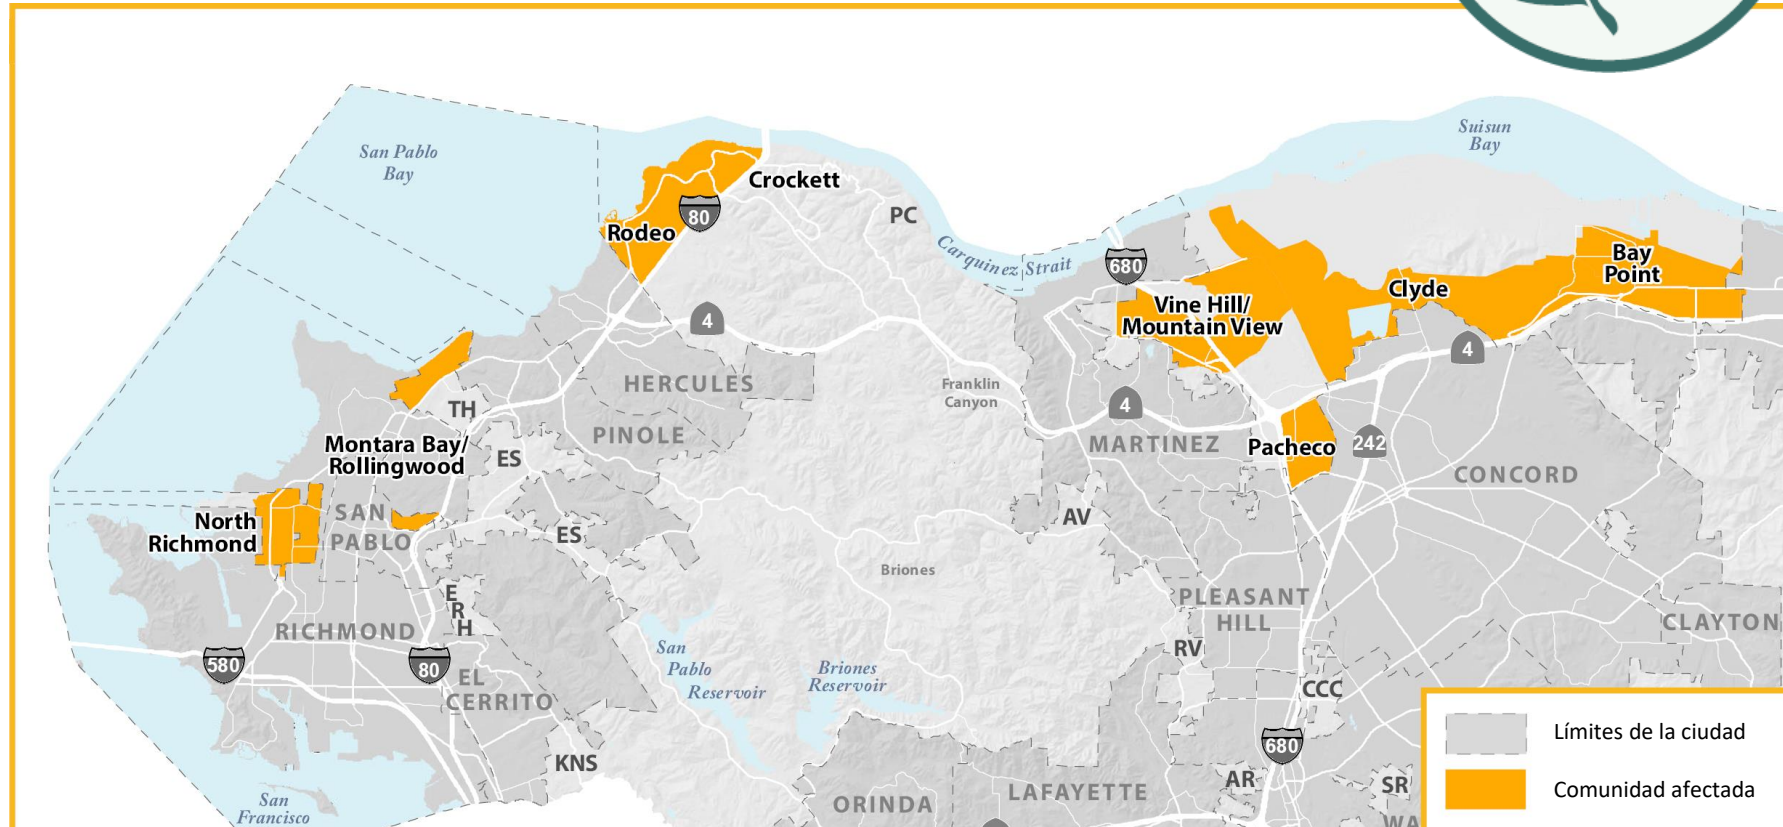 San Pablo
Bay
Suisun
Bay
Crockett
80
Rodeo
PC
Carquinez Strait
680
Bay
Point
Clyde
Vine Hill/
Mountain View
4
4
HERCULES
Franklin
Canyon
4
TH
PINOLE
Montara Bay/
Rollingwood
ES
MARTINEZ
Pacheco
242
CONCORD
North
Richmond
SAN
PABLO
ES
AV
Briones
E
R
H
PLEASANT
HILL
CLAYTON
RICHMOND
580
80
EL
CERRITO
San
Pablo
Reservoir
Briones
Reservoir
RV
CCC
680
KNS
AR
SR
ORINDA
LAFAYETTE
WA
San
Francisco
Límites de la ciudad
Comunidad afectada